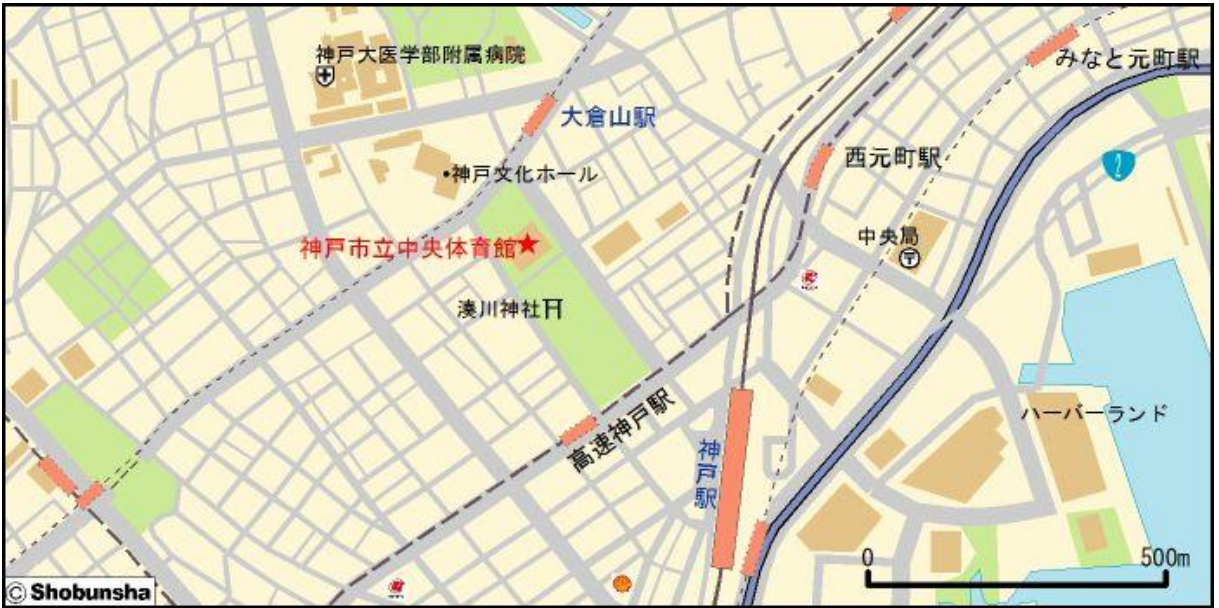 神戸大医学部附属病院
みなと元町駅
大倉山駅
西元町駅
2
・神戸文化ホール
中央局
神戸市立中央体育館★
湊川神社
ハーバーランド
高速神戸駅
神戸駅
0 500m
© Shobunsha